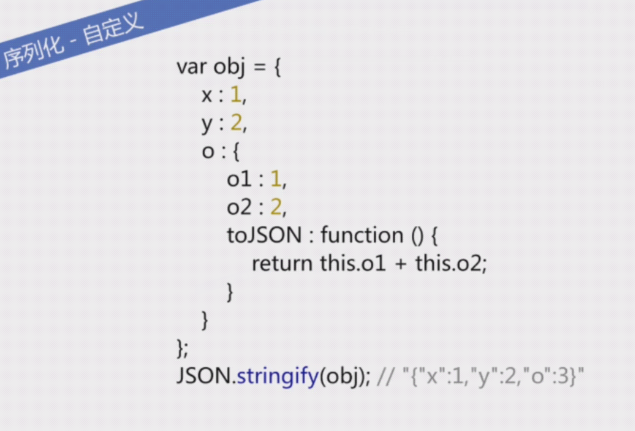 序列化 - 自定义
var obj = {
x : 1,
y : 2,
o : {
o1 : 1,
o2 : 2,
toJSON : function () {
return this.o1 + this.o2;
}
}
};
JSON.stringify(obj); // "{"x":1,"y":2,"o":3}"